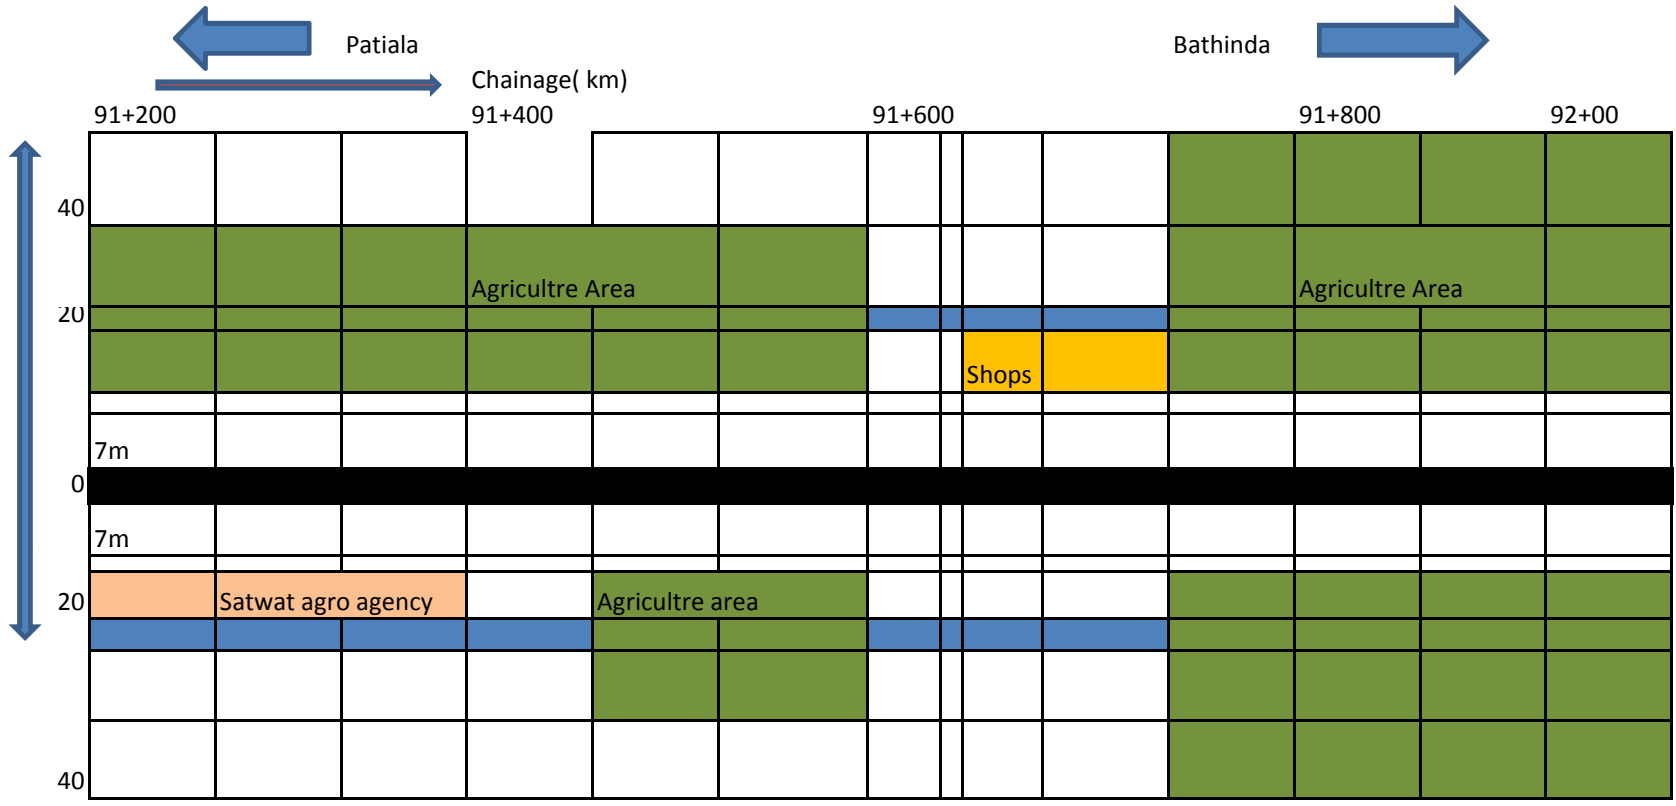 Patiala
Bathinda
Chainage( km)
91+200
91+400
91+600
91+800
92+00
40
Agricultre Area
Agricultre Area
20
Shops
7m
0
7m
20
Satwat agro agency
Agricultre area
40